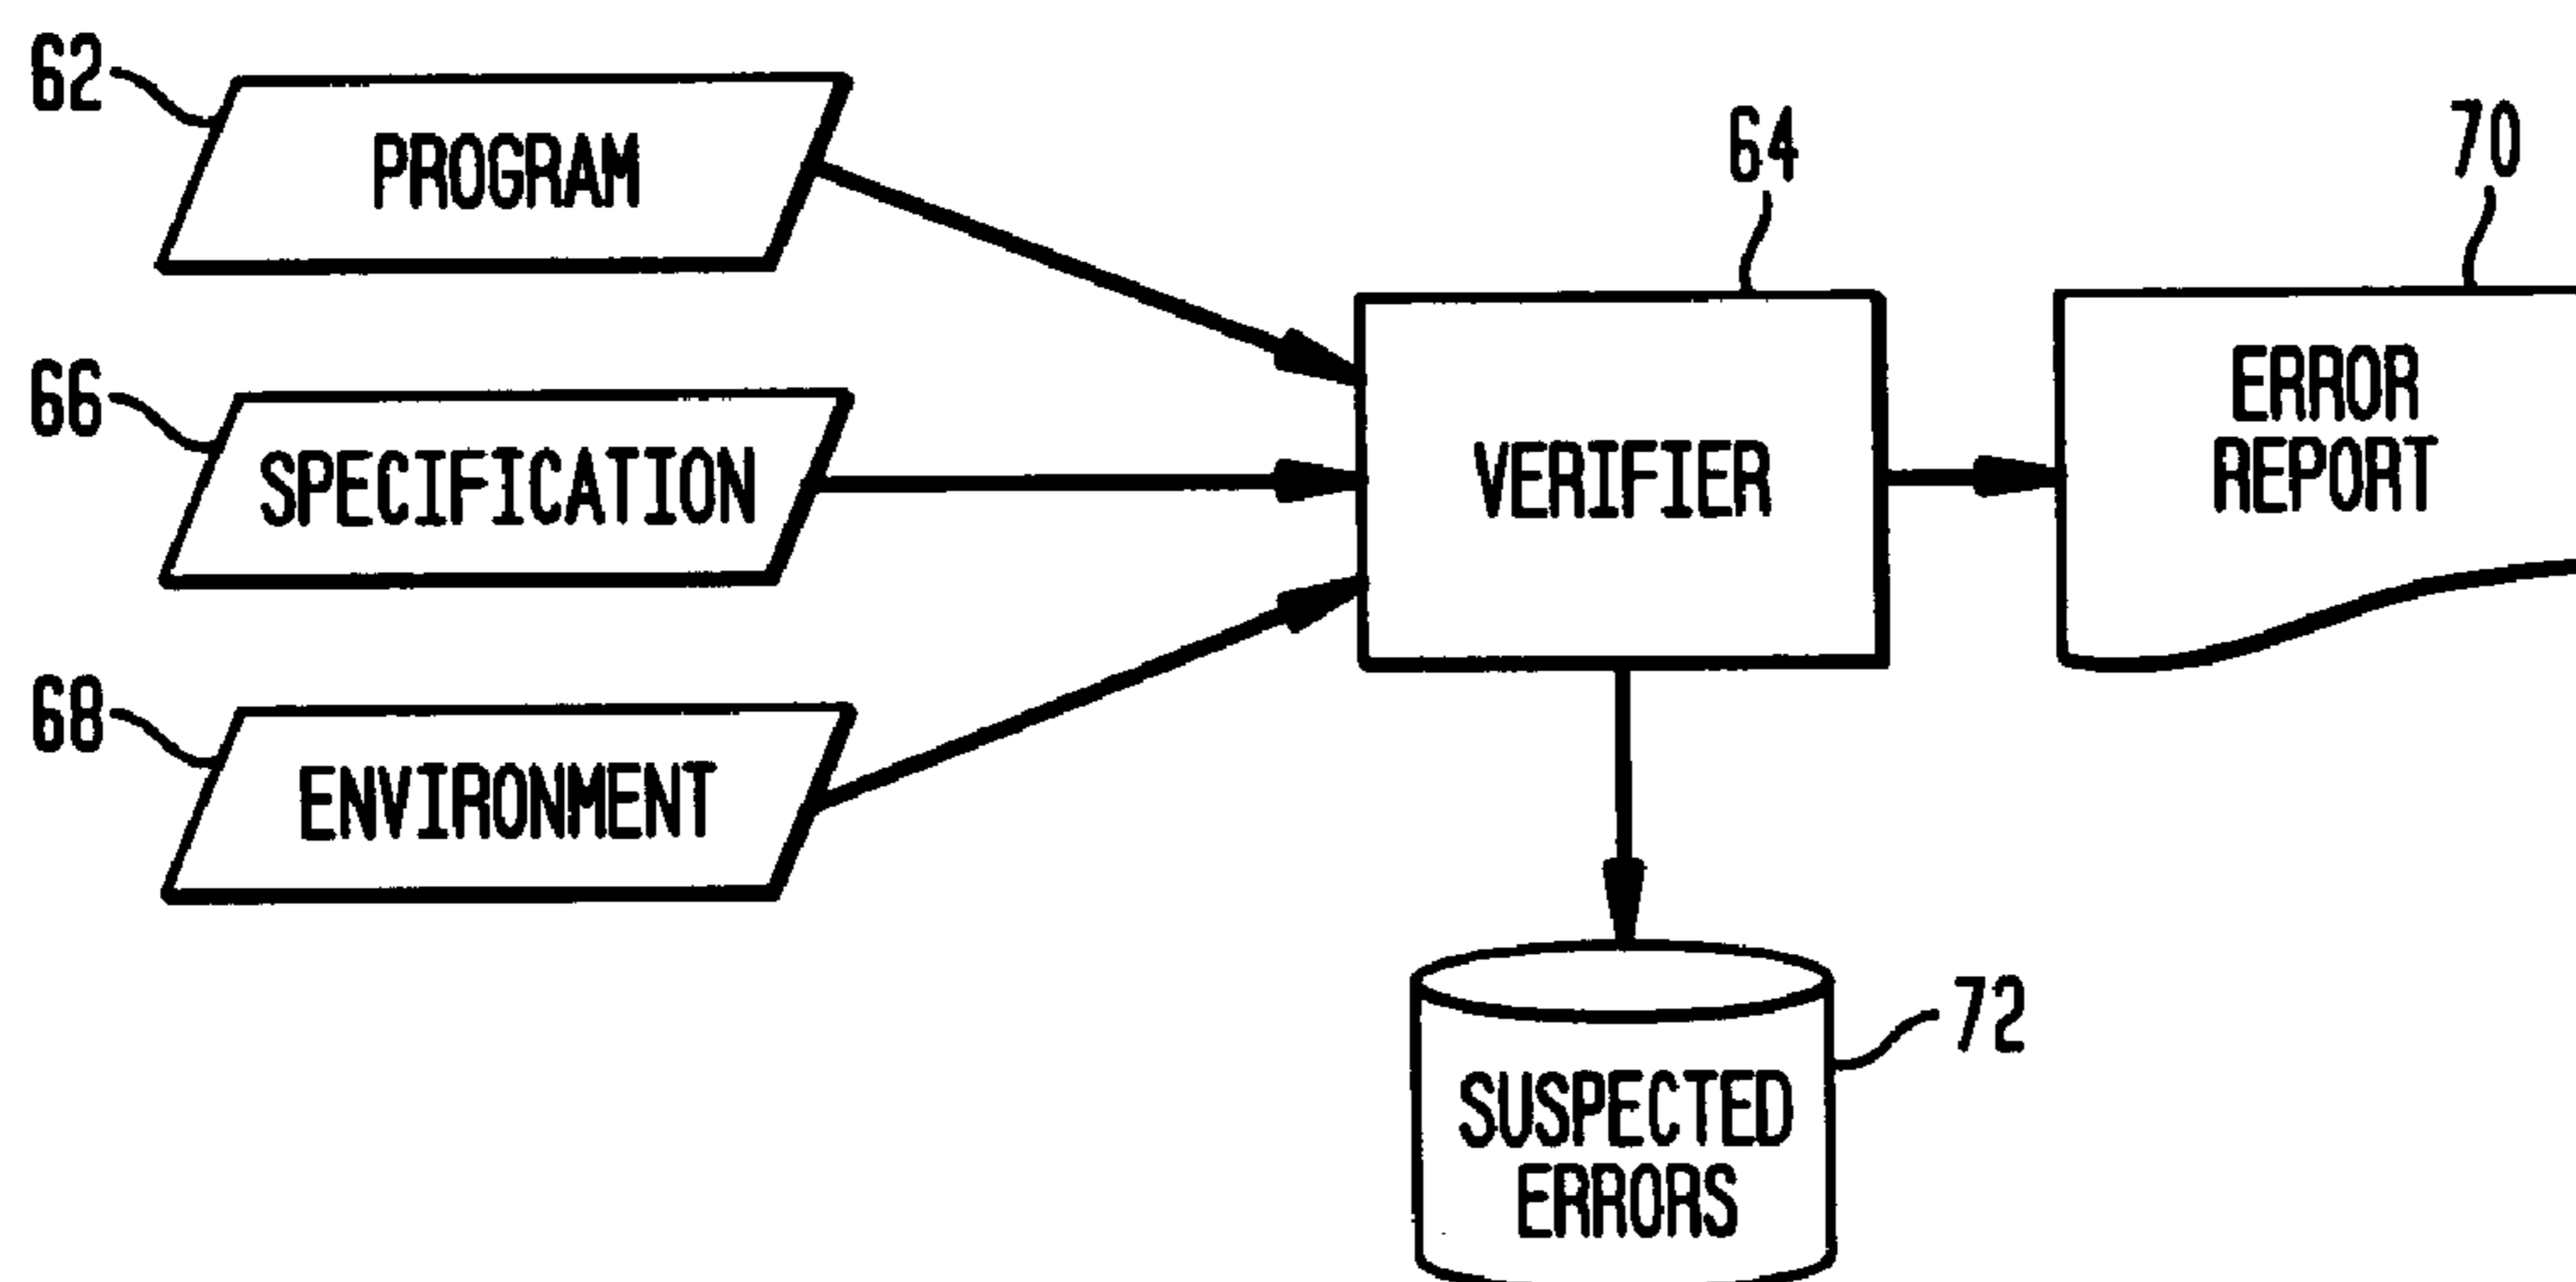 62
PROGRAM
64
70
66
SPECIFICATION
VERIFIER
ERROR
REPORT
68
ENVIRONMENT
72
SUSPECTED
ERRORS